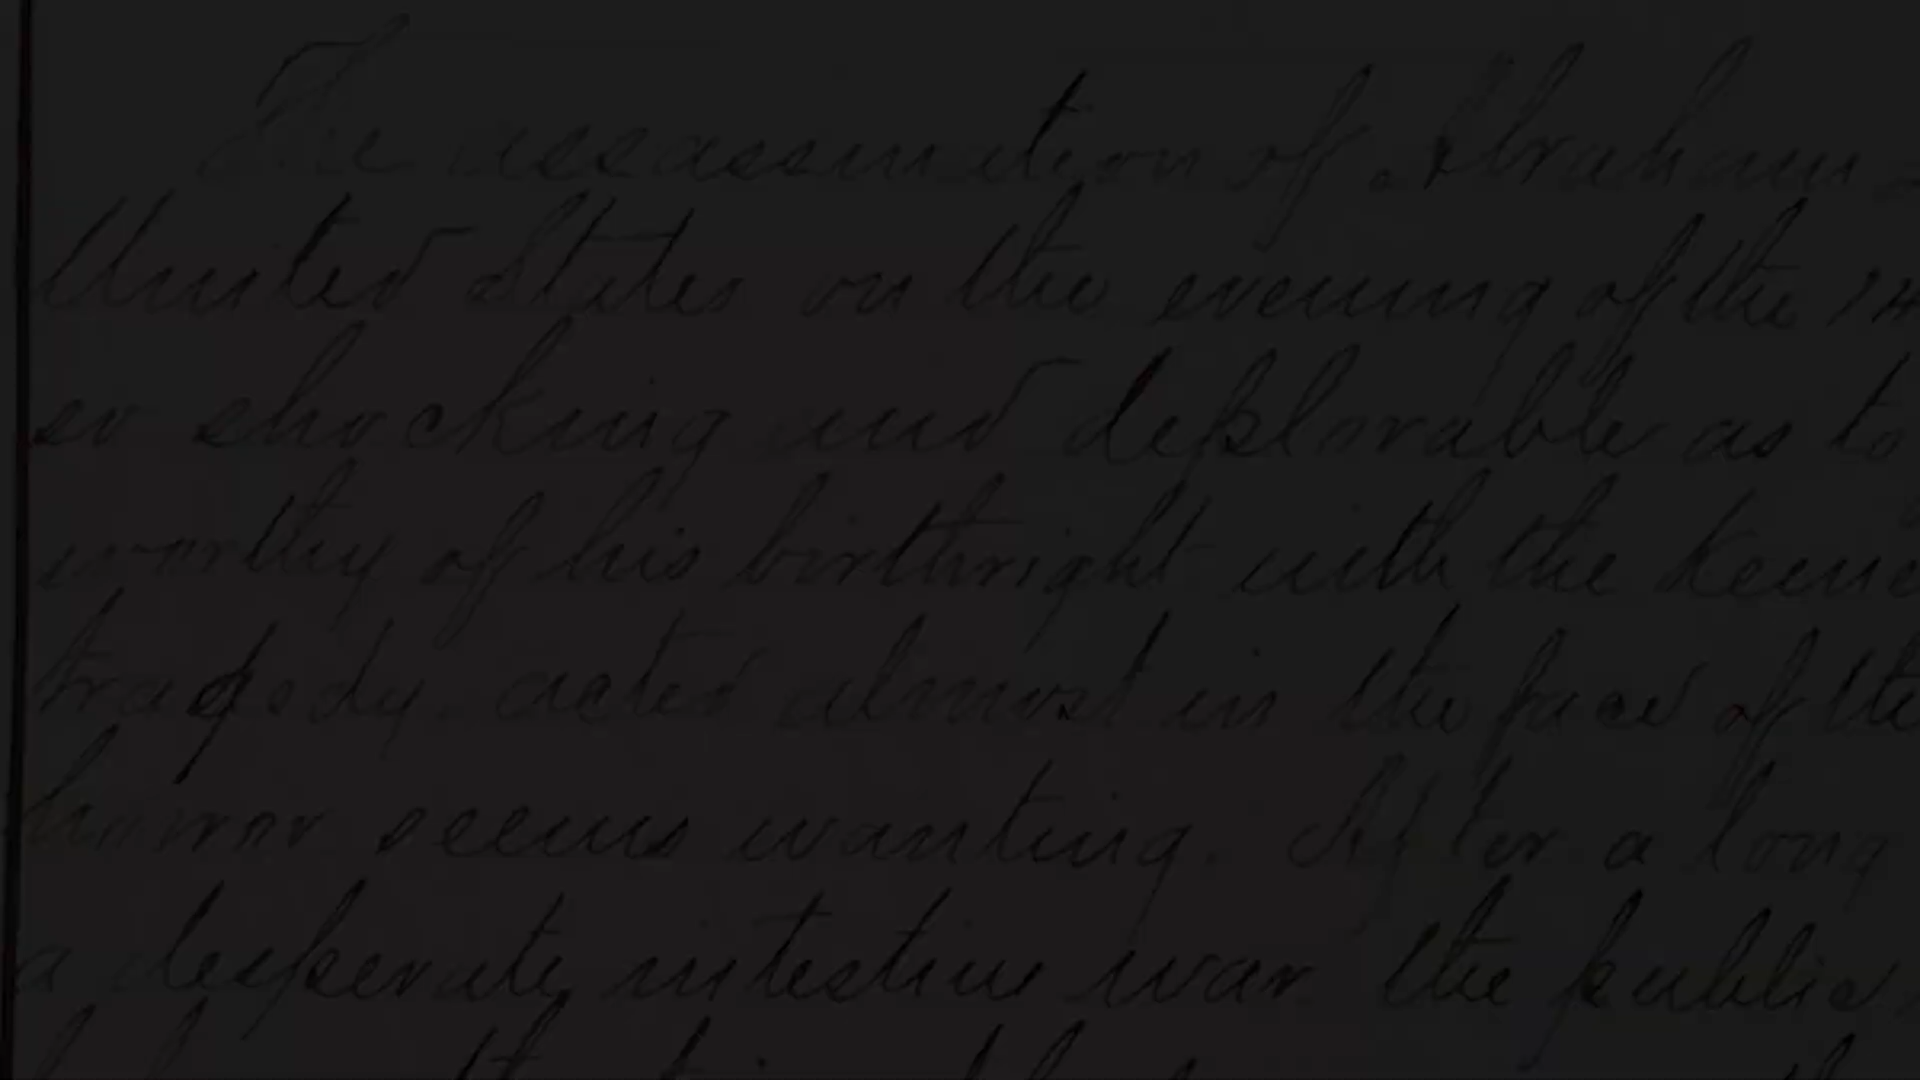 The assassination of Abraham
United States on the evening of the 14
so shocking and deplorable as to
worthy of his birthright with the
tragedy acted almost in the face of the
horror seems wanting. After a long
a desperate intestine war the public